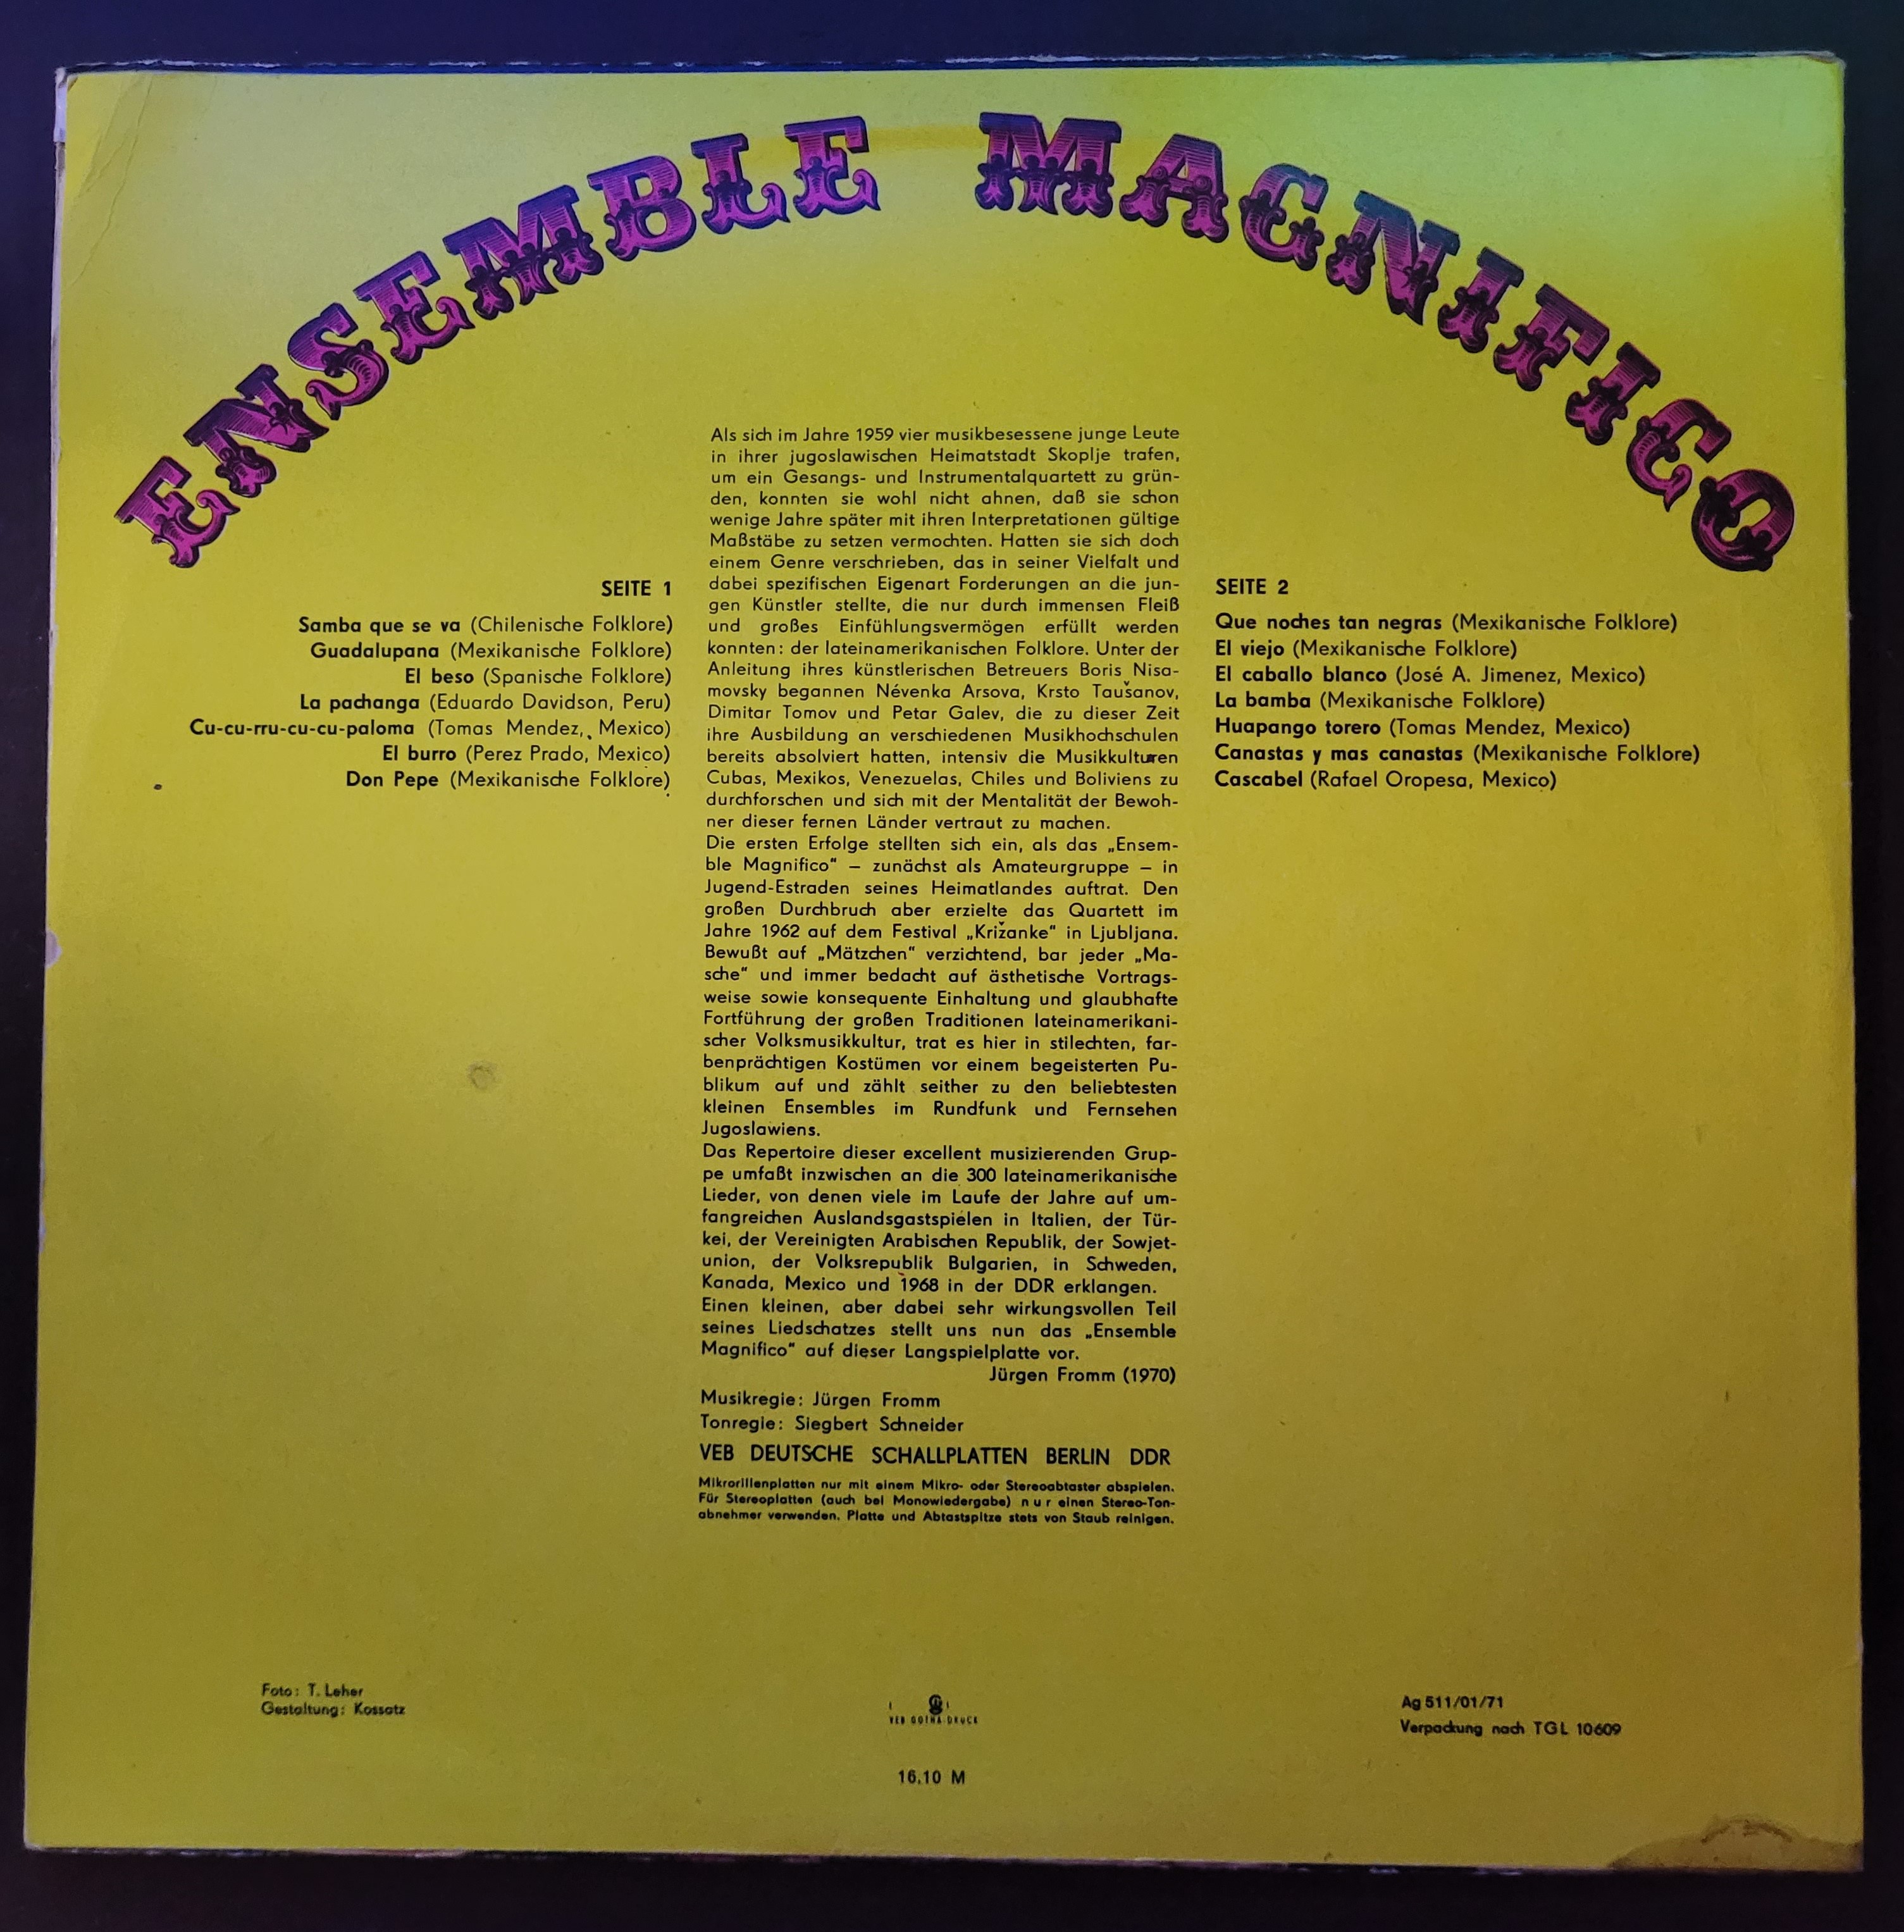 ENSEMBLE MAGNIFICO
SEITE 1
Samba que se va (Chilenische Folklore)
Guadalupana (Mexikanische Folklore)
El beso (Spanische Folklore)
La pachanga (Eduardo Davidson, Peru)
Cu-cu-rru-cu-cu-paloma (Tomas Mendez, Mexico)
El burro (Perez Prado, Mexico)
Don Pepe (Mexikanische Folklore)
Als sich im Jahre 1959 vier musikbesessene junge Leute
in ihrer jugoslawischen Heimatstadt Skoplje trafen,
um ein Gesangs- und Instrumentalquartett zu grün-
den, konnten sie wohl nicht ahnen, daß sie schon
wenige Jahre später mit ihren Interpretationen gültige
Maßstäbe zu setzen vermochten. Hatten sie sich doch
einem Genre verschrieben, das in seiner Vielfalt und
dabei spezifischen Eigenart Forderungen an die jun-
gen Künstler stellte, die nur durch immensen Fleiß
und großes Einfühlungsvermögen erfüllt werden
konnten: der lateinamerikanischen Folklore. Unter der
Anleitung ihres künstlerischen Betreuers Boris Nisa-
movsky begannen Névenka Arsova, Krsto Taušanov,
Dimitar Tomov und Petar Galev, die zu dieser Zeit
ihre Ausbildung an verschiedenen Musikhochschulen
bereits absolviert hatten, intensiv die Musikkulturen
Cubas, Mexikos, Venezuelas, Chiles und Boliviens zu
durchforschen und sich mit der Mentalität der Bewoh-
ner dieser fernen Länder vertraut zu machen.
Die ersten Erfolge stellten sich ein, als das „Ensem-
ble Magnifico“ – zunächst als Amateurgruppe – in
Jugend-Estraden seines Heimatlandes auftrat. Den
großen Durchbruch aber erzielte das Quartett im
Jahre 1962 auf dem Festival „Križanke“ in Ljubljana.
Bewußt auf „Mätzchen“ verzichtend, bar jeder „Ma-
sche“ und immer bedacht auf ästhetische Vortrags-
weise sowie konsequente Einhaltung und glaubhafte
Fortführung der großen Traditionen lateinamerikani-
scher Volksmusikkultur, trat es hier in stilechten, far-
benprächtigen Kostümen vor einem begeisterten Pu-
blikum auf und zählt seither zu den beliebtesten
kleinen Ensembles im Rundfunk und Fernsehen
Jugoslawiens.
Das Repertoire dieser excellent musizierenden Grup-
pe umfaßt inzwischen an die 300 lateinamerikanische
Lieder, von denen viele im Laufe der Jahre auf um-
fangreichen Auslandsgastspielen in Italien, der Tür-
kei, der Vereinigten Arabischen Republik, der Sowjet-
union, der Volksrepublik Bulgarien, in Schweden,
Kanada, Mexico und 1968 in der DDR erklangen.
Einen kleinen, aber dabei sehr wirkungsvollen Teil
seines Liedschatzes stellt uns nun das „Ensemble
Magnifico“ auf dieser Langspielplatte vor.
Jürgen Fromm (1970)
Musikregie: Jürgen Fromm
Tonregie: Siegbert Schneider
VEB DEUTSCHE SCHALLPLATTEN BERLIN DDR
Mikrorillenplatten nur mit einem Mikro- oder Stereoabtaster abspielen.
Für Stereoplatten (auch bei Monowiedergabe) nur einen Stereo-Ton-
abnehmer verwenden. Platte und Abtastspitze stets von Staub reinigen.
SEITE 2
Que noches tan negras (Mexikanische Folklore)
El viejo (Mexikanische Folklore)
El caballo blanco (José A. Jimenez, Mexico)
La bamba (Mexikanische Folklore)
Huapango torero (Tomas Mendez, Mexico)
Canastas y mas canastas (Mexikanische Folklore)
Cascabel (Rafael Oropesa, Mexico)
Foto: T. Leher
Gestaltung: Kossatz
VEB GOTHA-DRUCK
16.10 M
Ag 511/01/71
Verpackung nach TGL 10609